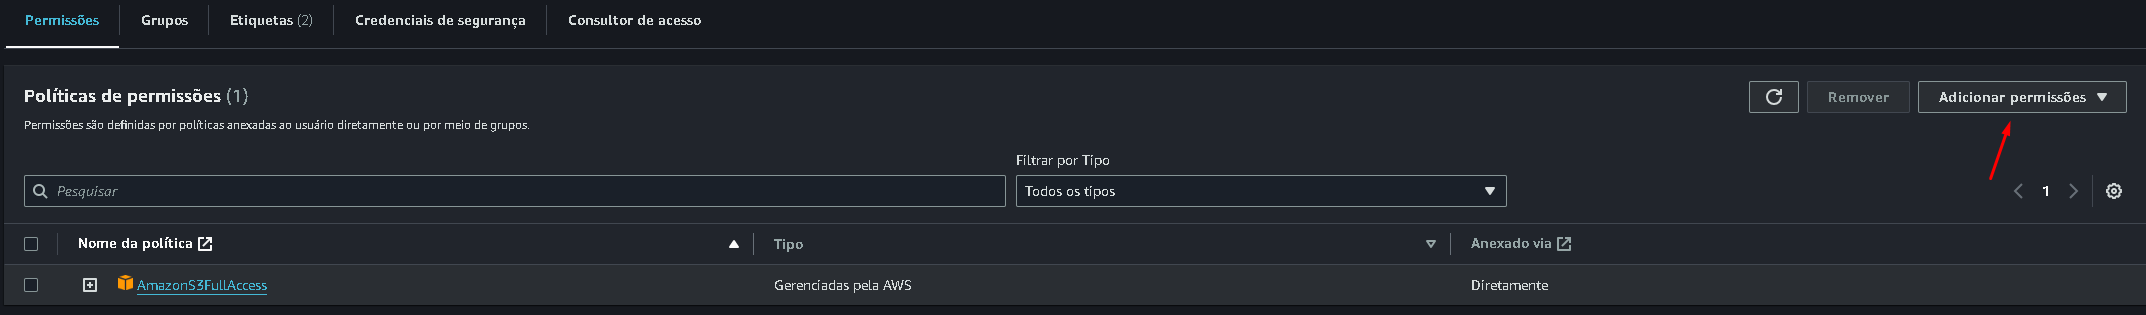 Permissões Grupos Etiquetas (2) Credenciais de segurança Consultor de acesso
Políticas de permissões (1)
Remover Adicionar permissões
Permissões são definidas por políticas anexadas ao usuário diretamente ou por meio de grupos.
Filtrar por Tipo
Pesquisar Todos os tipos 1
Nome da política Tipo Anexado via
AmazonS3FullAccess Gerenciadas pela AWS Diretamente